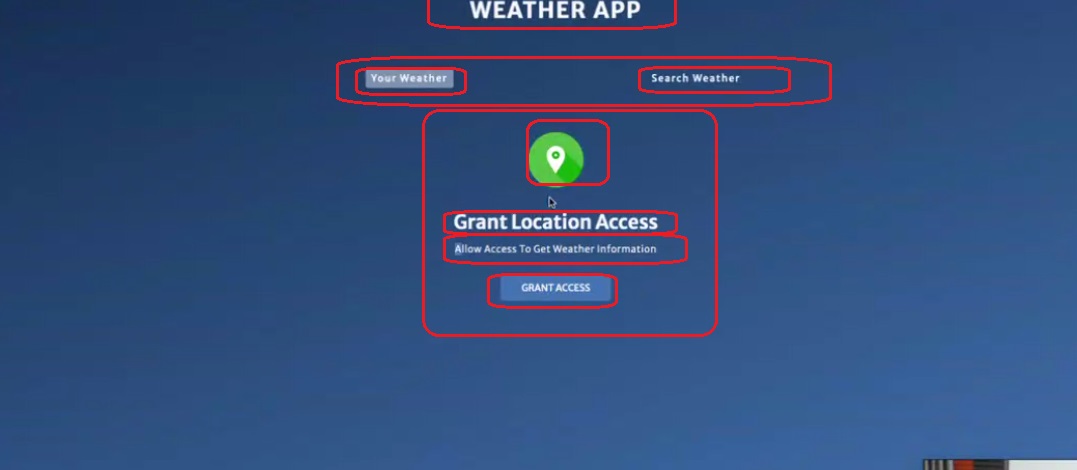 WEATHER APP
Your Weather
Search Weather
Grant Location Access
Allow Access To Get Weather Information
GRANT ACCESS